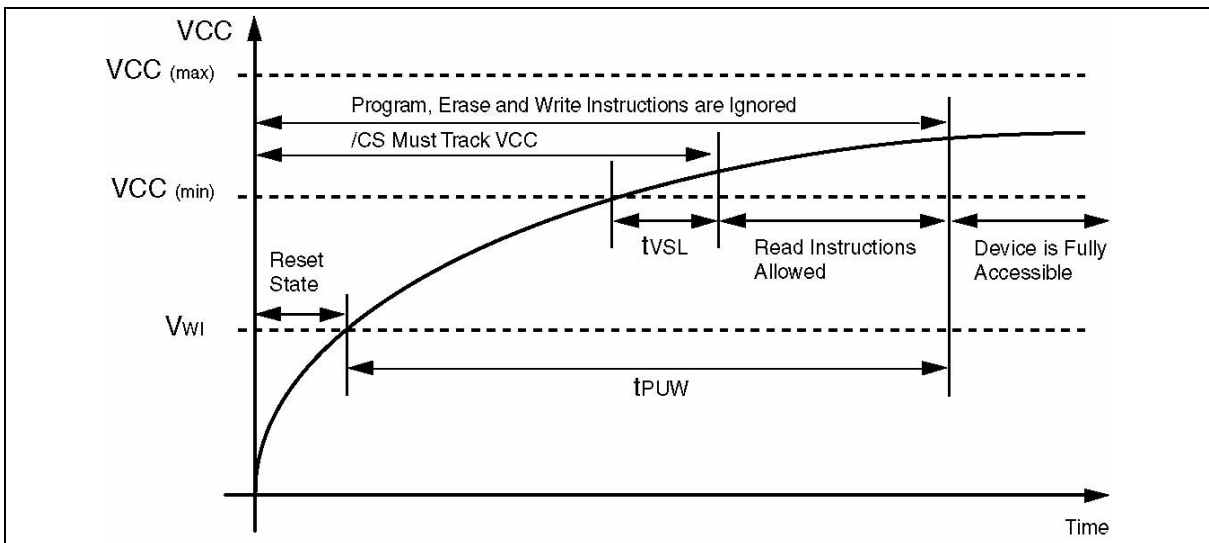 VCC
VCC (max)
Program, Erase and Write Instructions are Ignored
/CS Must Track VCC
VCC (min)
tVSL
Read Instructions
Allowed
Device is Fully
Accessible
Reset
State
VWI
tPUW
Time